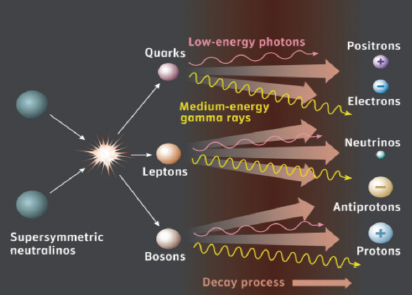 Quarks
Low-energy photons
Positrons
+
−
Medium-energy
gamma rays
Electrons
Neutrinos
Leptons
−
Antiprotons
Supersymmetric
neutralinos
+
Bosons
Protons
Decay process